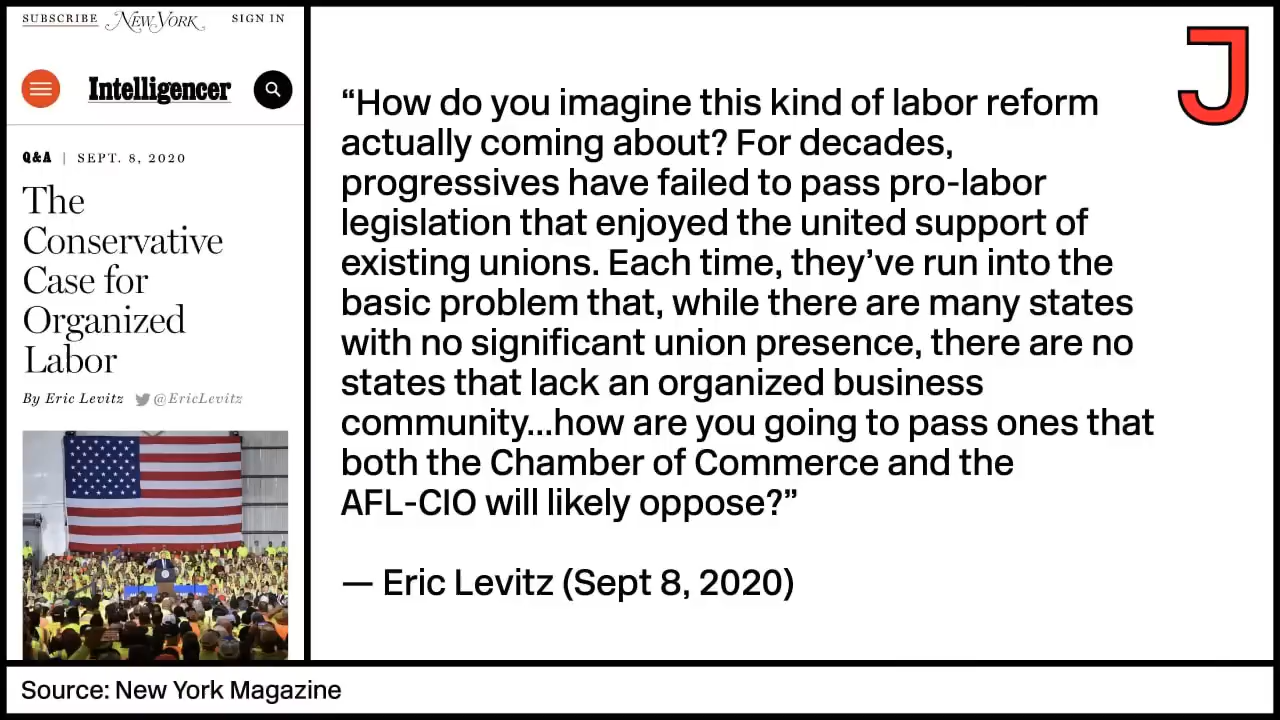 SUBSCRIBE NEW YORK SIGN IN
Intelligencer
Q&A | SEPT. 8, 2020
The
Conservative
Case for
Organized
Labor
By Eric Levitz @EricLevitz
J
“How do you imagine this kind of labor reform
actually coming about? For decades,
progressives have failed to pass pro-labor
legislation that enjoyed the united support of
existing unions. Each time, they’ve run into the
basic problem that, while there are many states
with no significant union presence, there are no
states that lack an organized business
community...how are you going to pass ones that
both the Chamber of Commerce and the
AFL-CIO will likely oppose?”
— Eric Levitz (Sept 8, 2020)
Source: New York Magazine